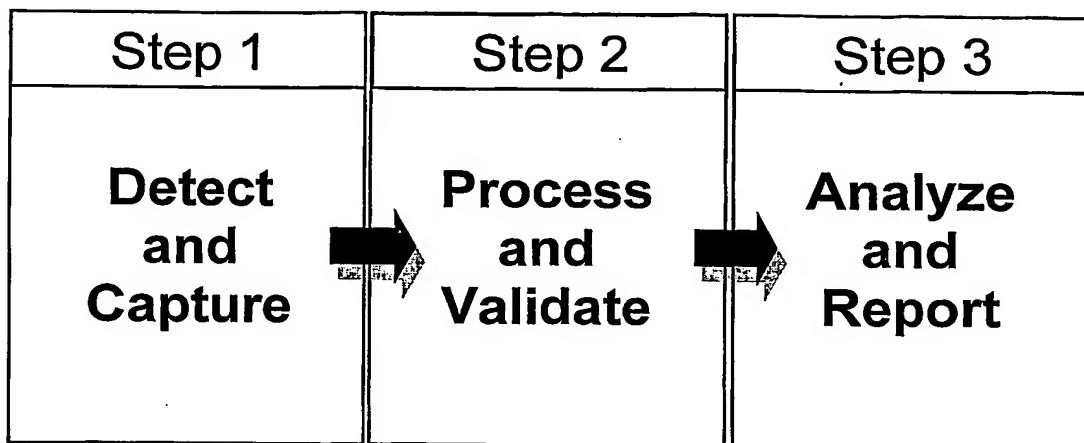 Step 1
Detect
and
Capture
Step 2
Process
and
Validate
Step 3
Analyze
and
Report